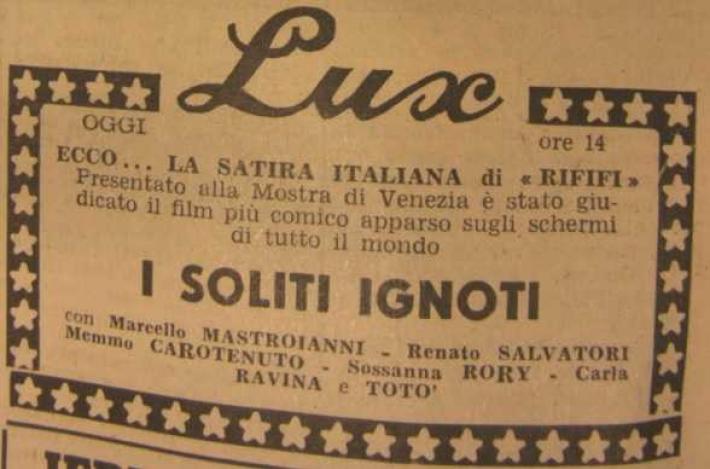 Lux
OGGI
ore 14
ECCO... LA SATIRA ITALIANA di « RIFIFI »
Presentato alla Mostra di Venezia è stato giu-
dicato il film più comico apparso sugli schermi
di tutto il mondo
I SOLITI IGNOTI
con Marcello MASTROIANNI - Renato SALVATORI
Memmo CAROTENUTO - Sossanna RORY - Carla
RAVINA e TOTO'